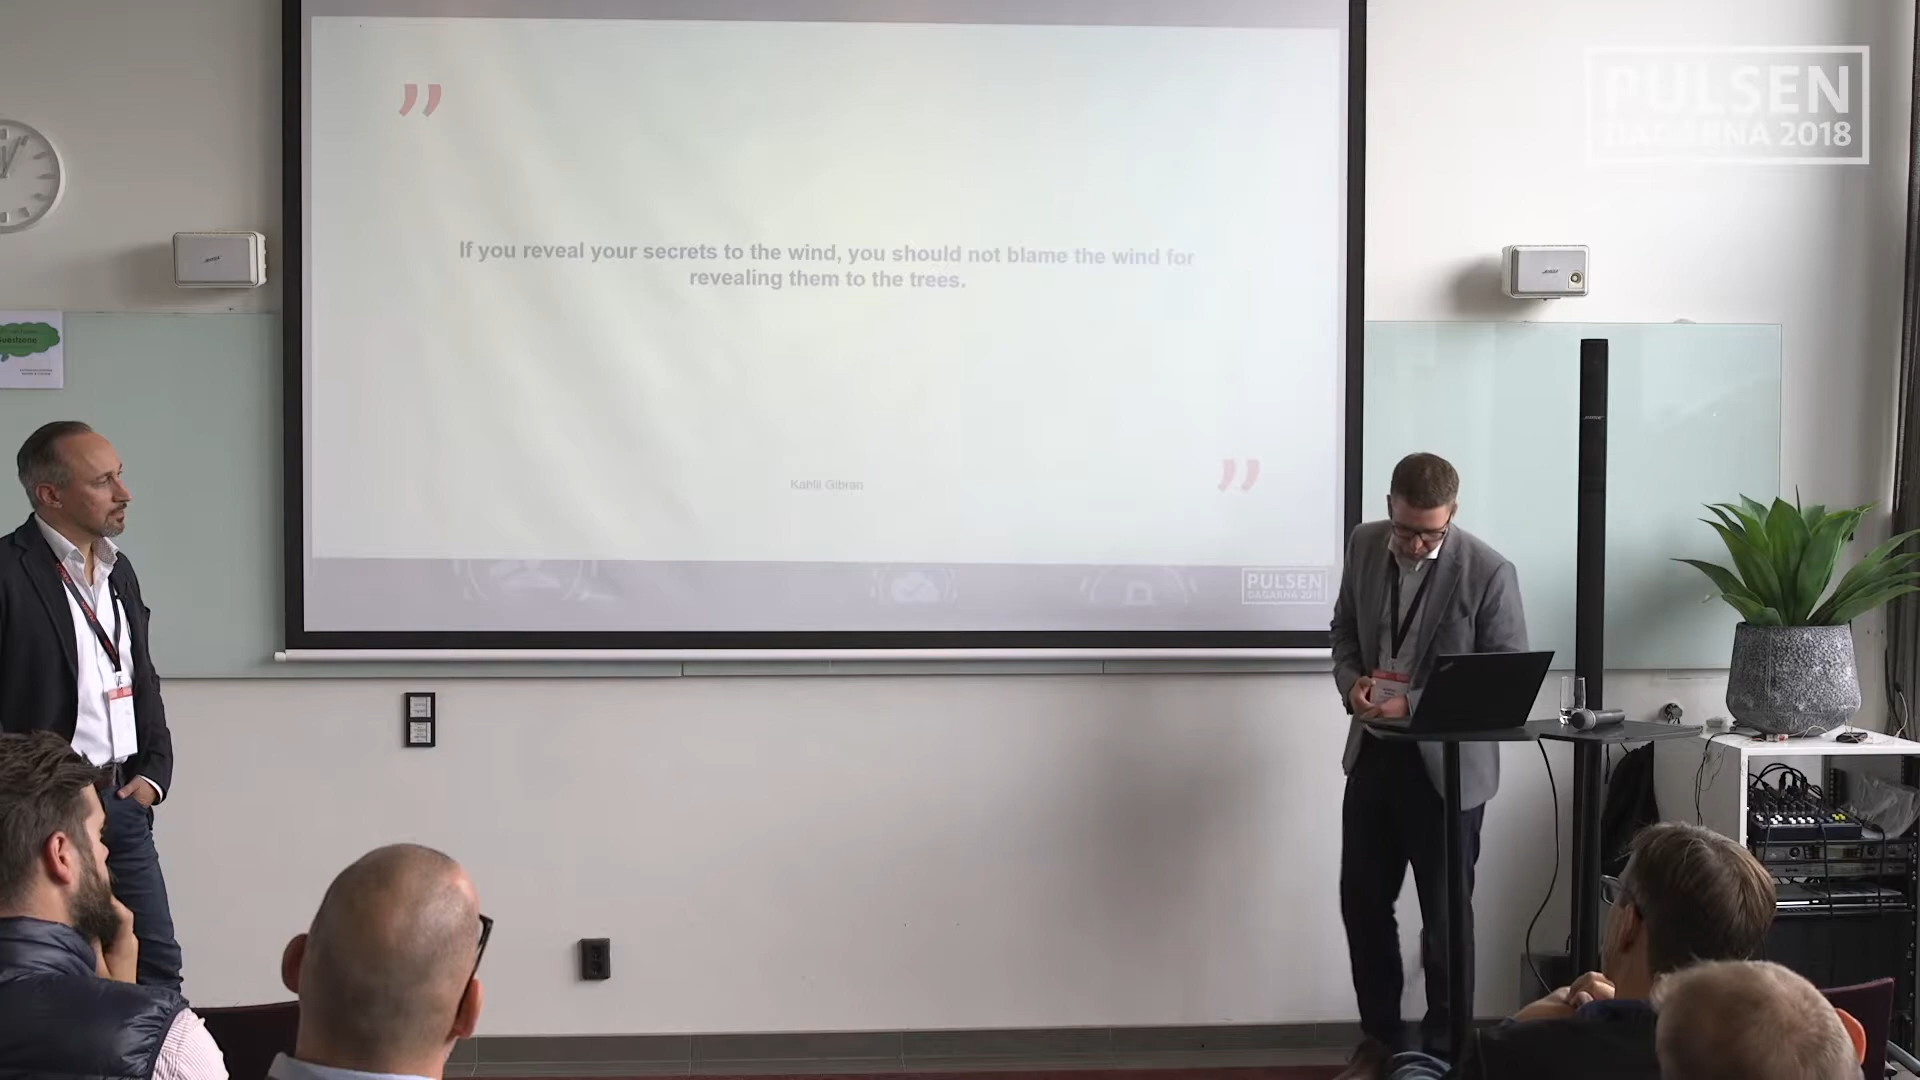 PULSEN
DAGARNA 2018
”
If you reveal your secrets to the wind, you should not blame the wind for
revealing them to the trees.
Kahlil Gibran
”
PULSEN
DAGARNA 2018
BOSE